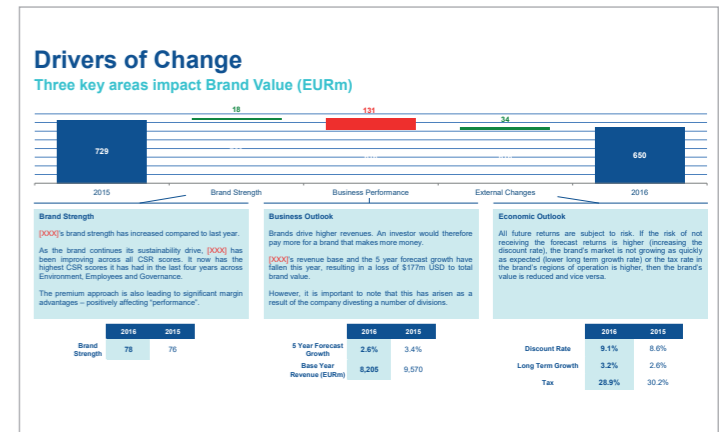 Drivers of Change
Three key areas impact Brand Value (EURm)
18
131
34
729
650
2015
Brand Strength
Business Performance
External Changes
2016
Brand Strength
[XXX]'s brand strength has increased compared to last year.
As the brand continues its sustainability drive, [XXX] has
been improving across all CSR scores. It now has the
highest CSR scores it has had in the last four years across
Environment, Employees and Governance.
The premium approach is also leading to significant margin
advantages – positively affecting "performance".
Business Outlook
Brands drive higher revenues. An investor would therefore
pay more for a brand that makes more money.
[XXX]'s revenue base and the 5 year forecast growth have
fallen this year, resulting in a loss of $177m USD to total
brand value.
However, it is important to note that this has arisen as a
result of the company divesting a number of divisions.
Economic Outlook
All future returns are subject to risk. If the risk of not
receiving the forecast returns is higher (increasing the
discount rate), the brand's market is not growing as quickly
as expected (lower long term growth rate) or the tax rate in
the brand's regions of operation is higher, then the brand's
value is reduced and vice versa.
2016 2015
Brand
Strength
78 76
2016 2015
5 Year Forecast
Growth
2.6% 3.4%
Base Year
Revenue (EURm)
8,205 9,570
2016 2015
Discount Rate 9.1% 8.6%
Long Term Growth 3.2% 2.6%
Tax 28.9% 30.2%